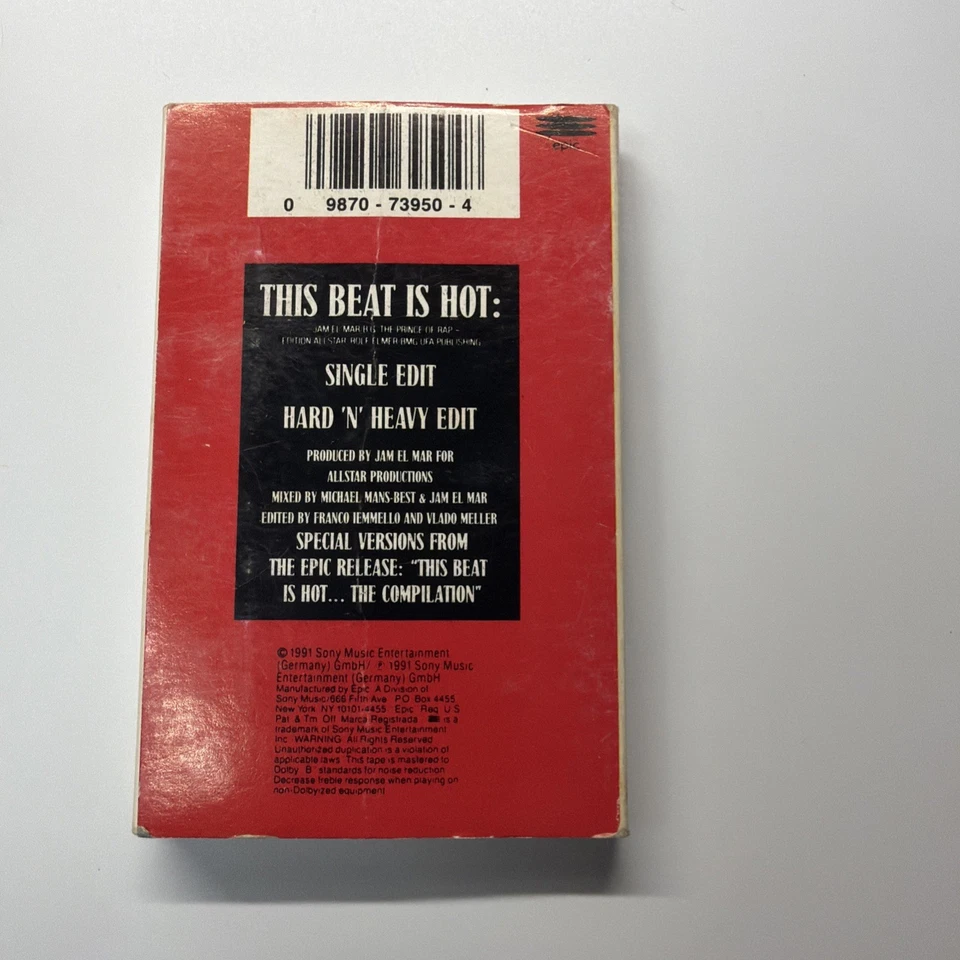 epic
0 9870 - 73950 - 4
THIS BEAT IS HOT:
- JAM EL MAR/B.G. THE PRINCE OF RAP -
EDITION ALLSTAR ROLF ELMER/BMG UFA PUBLISHING
SINGLE EDIT
HARD 'N' HEAVY EDIT
PRODUCED BY JAM EL MAR FOR
ALLSTAR PRODUCTIONS
MIXED BY MICHAEL MANS-BEST & JAM EL MAR
EDITED BY FRANCO IEMMELLO AND VLADO MELLER
SPECIAL VERSIONS FROM
THE EPIC RELEASE: "THIS BEAT
IS HOT... THE COMPILATION"
© 1991 Sony Music Entertainment
(Germany) GmbH/ ℗ 1991 Sony Music
Entertainment (Germany) GmbH
Manufactured by Epic A Division of
Sony Music/666 Fifth Ave P.O. Box 4455
New York NY 10101-4455 Epic Reg. U.S.
Pat. & Tm. Off. Marca Registrada is a
trademark of Sony Music Entertainment
Inc. WARNING: All Rights Reserved.
Unauthorized duplication is a violation of
applicable laws. This tape is mastered to
Dolby "B" standards for noise reduction.
Decrease treble response when playing on
non-Dolbyized equipment